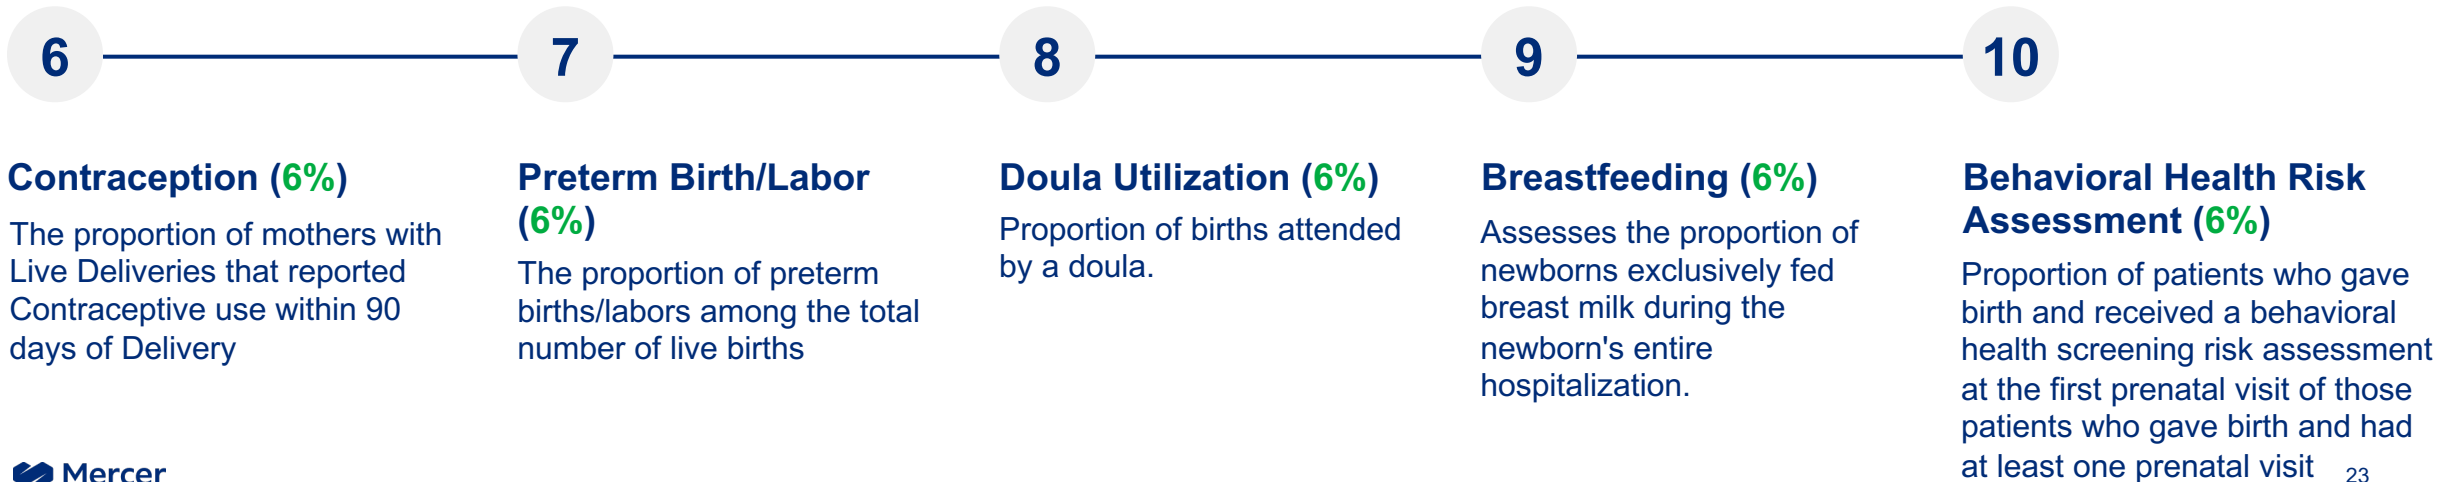 6
7
8
9
10
Contraception (6%)
The proportion of mothers with
Live Deliveries that reported
Contraceptive use within 90
days of Delivery
Preterm Birth/Labor
(6%)
The proportion of preterm
births/labors among the total
number of live births
Doula Utilization (6%)
Proportion of births attended
by a doula.
Breastfeeding (6%)
Assesses the proportion of
newborns exclusively fed
breast milk during the
newborn's entire
hospitalization.
Behavioral Health Risk
Assessment (6%)
Proportion of patients who gave
birth and received a behavioral
health screening risk assessment
at the first prenatal visit of those
patients who gave birth and had
at least one prenatal visit
Mercer
23